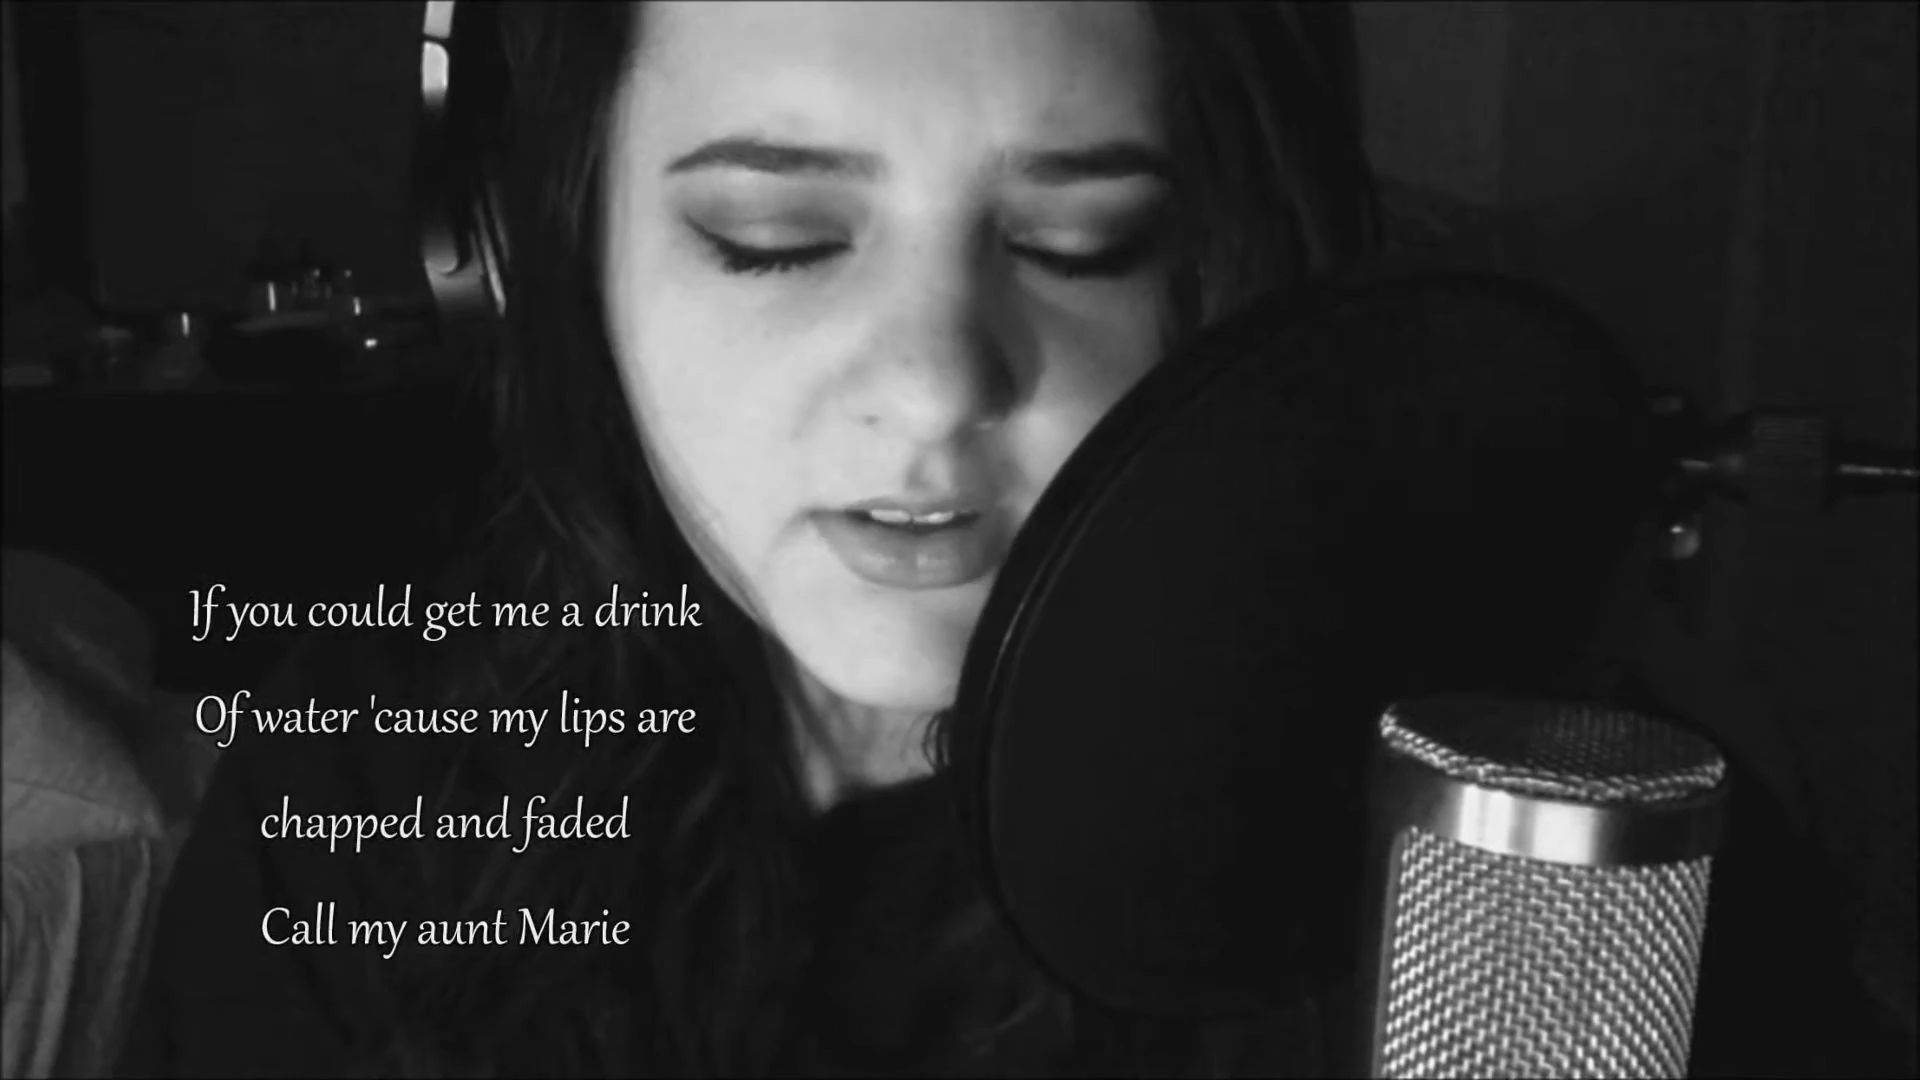 If you could get me a drink
Of water 'cause my lips are
chapped and faded
Call my aunt Marie